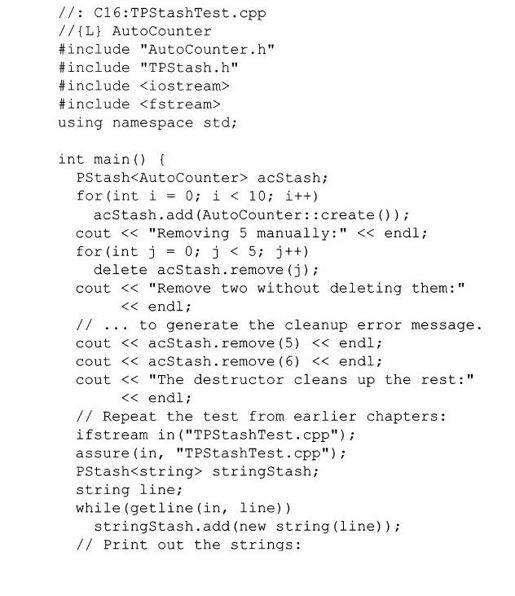 //: C16:TPStashTest.cpp
//{L} AutoCounter
#include "AutoCounter.h"
#include "TPStash.h"
#include <iostream>
#include <fstream>
using namespace std;
int main() {
PStash<AutoCounter> acStash;
for(int i = 0; i < 10; i++)
acStash.add(AutoCounter::create());
cout << "Removing 5 manually:" << endl;
for(int j = 0; j < 5; j++)
delete acStash.remove(j);
cout << "Remove two without deleting them:"
<< endl;
// ... to generate the cleanup error message.
cout << acStash.remove(5) << endl;
cout << acStash.remove(6) << endl;
cout << "The destructor cleans up the rest:"
<< endl;
// Repeat the test from earlier chapters:
ifstream in("TPStashTest.cpp");
assure(in, "TPStashTest.cpp");
PStash<string> stringStash;
string line;
while(getline(in, line))
stringStash.add(new string(line));
// Print out the strings: